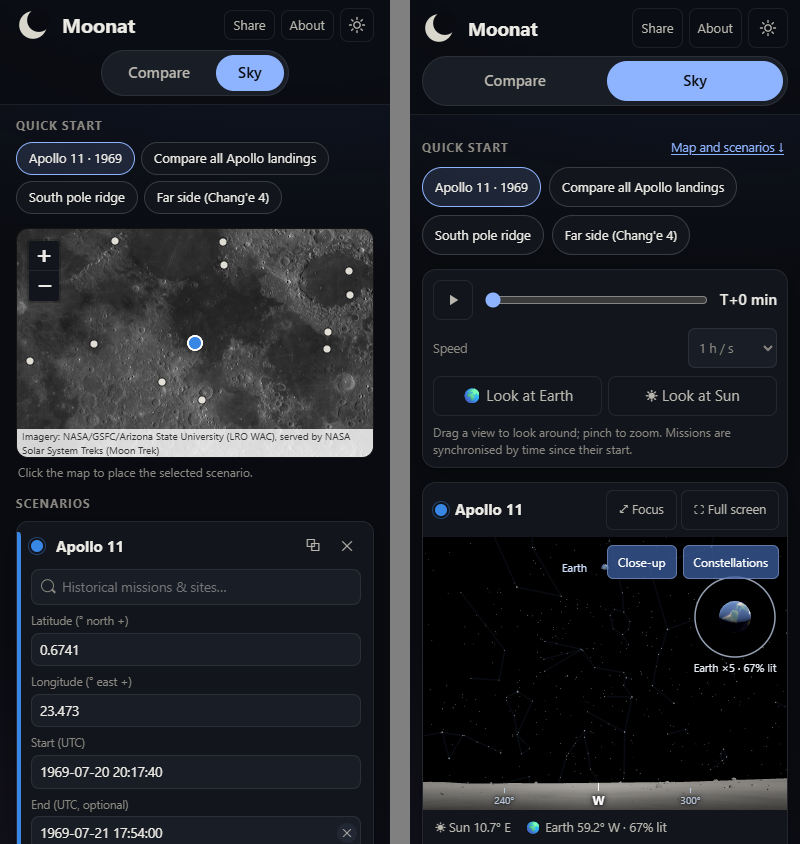 Moonat
Share
About
Compare
Sky
QUICK START
Apollo 11 · 1969
Compare all Apollo landings
South pole ridge
Far side (Chang'e 4)
+
−
Imagery: NASA/GSFC/Arizona State University (LRO WAC), served by NASA
Solar System Treks (Moon Trek)
Click the map to place the selected scenario.
SCENARIOS
Apollo 11
Historical missions & sites...
Latitude (° north +)
0.6741
Longitude (° east +)
23.473
Start (UTC)
1969-07-20 20:17:40
End (UTC, optional)
1969-07-21 17:54:00
Moonat
Share
About
Compare
Sky
QUICK START
Map and scenarios ↓
Apollo 11 · 1969
Compare all Apollo landings
South pole ridge
Far side (Chang'e 4)
T+0 min
Speed
1 h / s
Look at Earth
Look at Sun
Drag a view to look around; pinch to zoom. Missions are
synchronised by time since their start.
Apollo 11
Focus
Full screen
Earth
Close-up
Constellations
Earth ×5 · 67% lit
240°
W
300°
Sun 10.7° E
Earth 59.2° W · 67% lit